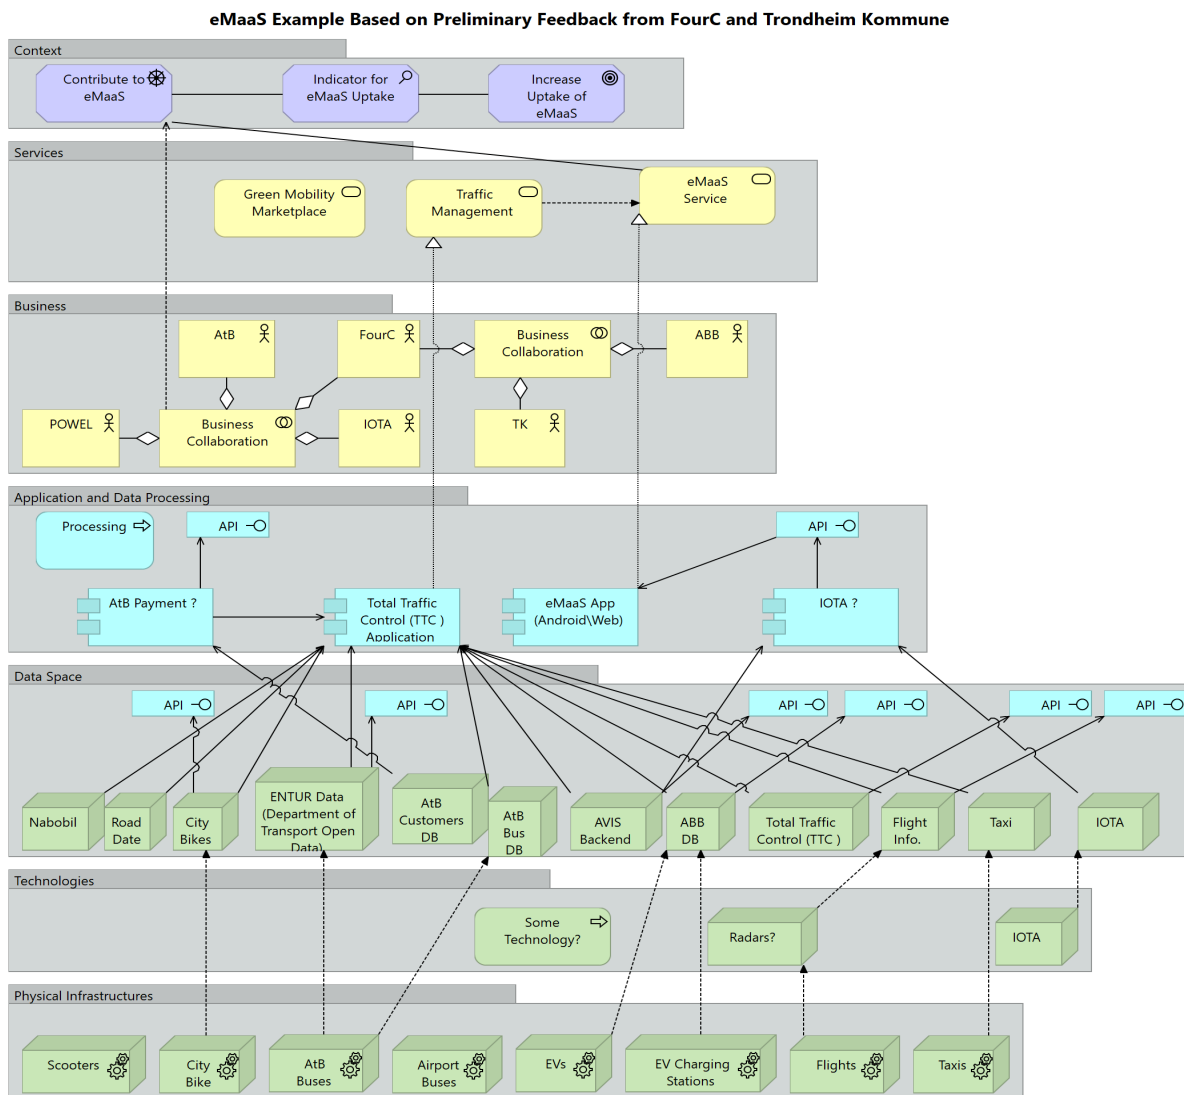 eMaaS Example Based on Preliminary Feedback from FourC and Trondheim Kommune
Context
Contribute to
eMaaS
Indicator for
eMaaS Uptake
Increase
Uptake of
eMaaS
Services
Green Mobility
Marketplace
Traffic
Management
eMaaS
Service
Business
AtB
FourC
Business
Collaboration
ABB
POWEL
Business
Collaboration
IOTA
TK
Application and Data Processing
Processing
API
API
AtB Payment ?
Total Traffic
Control (TTC )
Application
eMaaS App
(Android\Web)
IOTA ?
Data Space
API
API
API
API
API
API
Nabobil
Road
Date
City
Bikes
ENTUR Data
(Department of
Transport Open
Data)
AtB
Customers
DB
AtB
Bus
DB
AVIS
Backend
ABB
DB
Total Traffic
Control (TTC )
Flight
Info.
Taxi
IOTA
Technologies
Some
Technology?
Radars?
IOTA
Physical Infrastructures
Scooters
City
Bike
AtB
Buses
Airport
Buses
EVs
EV Charging
Stations
Flights
Taxis